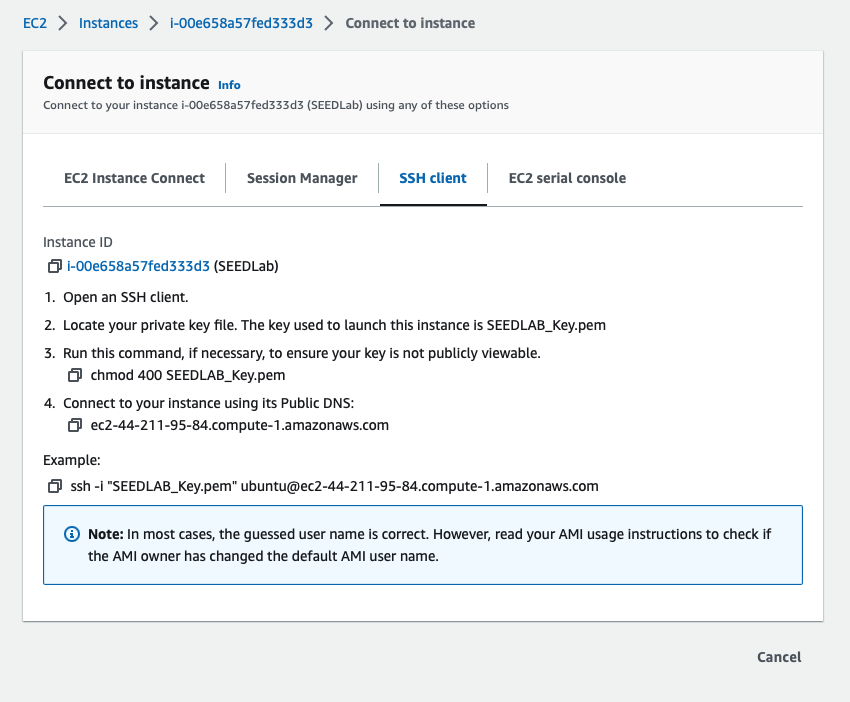 EC2 > Instances > i-00e658a57fed333d3 > Connect to instance
Connect to instance Info
Connect to your instance i-00e658a57fed333d3 (SEEDLab) using any of these options
EC2 Instance Connect Session Manager SSH client EC2 serial console
Instance ID
i-00e658a57fed333d3 (SEEDLab)
1. Open an SSH client.
2. Locate your private key file. The key used to launch this instance is SEEDLAB_Key.pem
3. Run this command, if necessary, to ensure your key is not publicly viewable.
chmod 400 SEEDLAB_Key.pem
4. Connect to your instance using its Public DNS:
ec2-44-211-95-84.compute-1.amazonaws.com
Example:
ssh -i "SEEDLAB_Key.pem" ubuntu@ec2-44-211-95-84.compute-1.amazonaws.com
Note: In most cases, the guessed user name is correct. However, read your AMI usage instructions to check if
the AMI owner has changed the default AMI user name.
Cancel